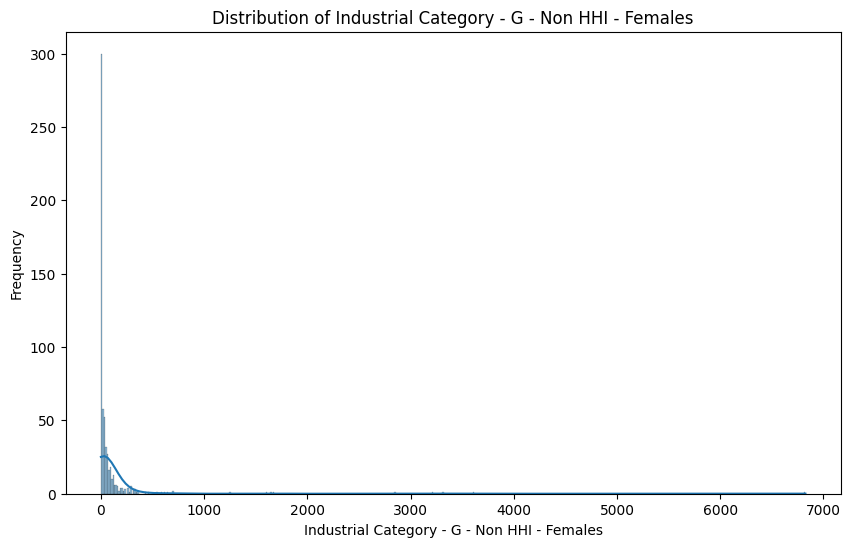 Distribution of Industrial Category - G - Non HHI - Females
300
250
200
150
100
50
0
Frequency
0 1000 2000 3000 4000 5000 6000 7000
Industrial Category - G - Non HHI - Females